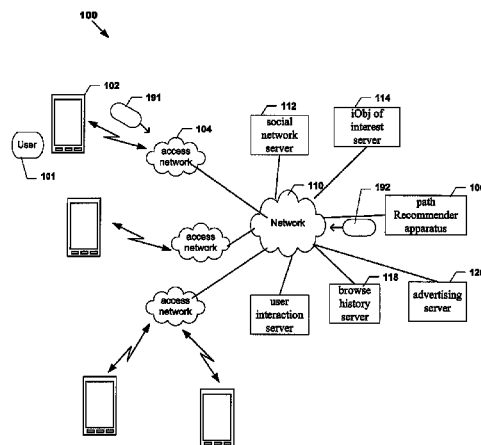 100
102
191
104
access
network
User
101
112
social
network
server
114
iObj of
interest
server
110
Network
192
path
Recommender
apparatus
access
network
118
access
network
user
interaction
server
browse
history
server
advertising
server